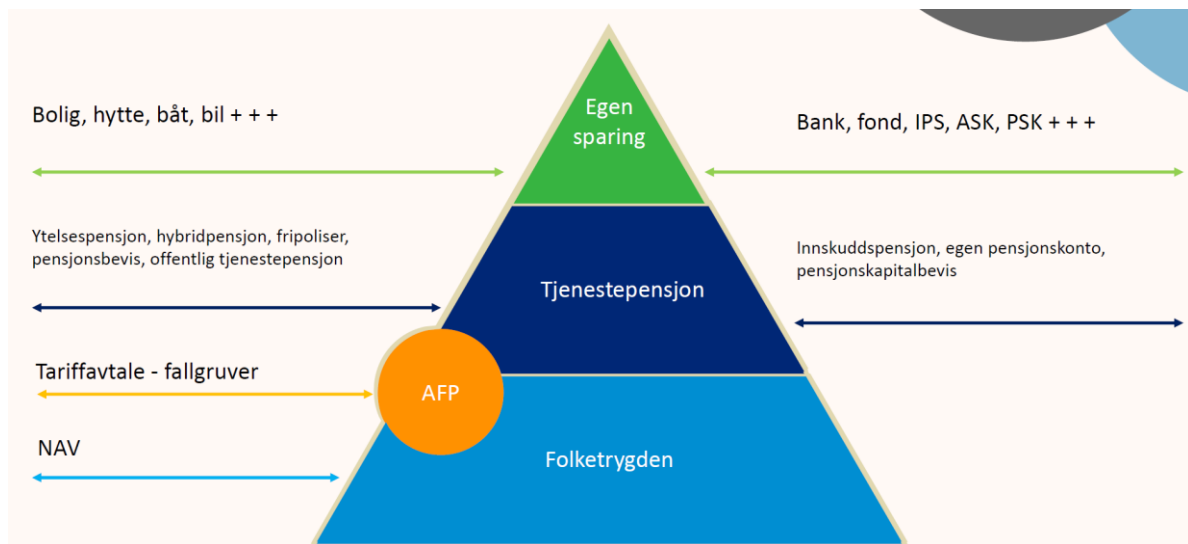 Egen
sparing
Bolig, hytte, båt, bil + + +
Bank, fond, IPS, ASK, PSK + + +
Ytelsespensjon, hybridpensjon, fripoliser,
pensjonsbevis, offentlig tjenestepensjon
Tjenestepensjon
Innskuddspensjon, egen pensjonskonto,
pensjonskapitalbevis
Tariffavtale - fallgruver
AFP
NAV
Folketrygden